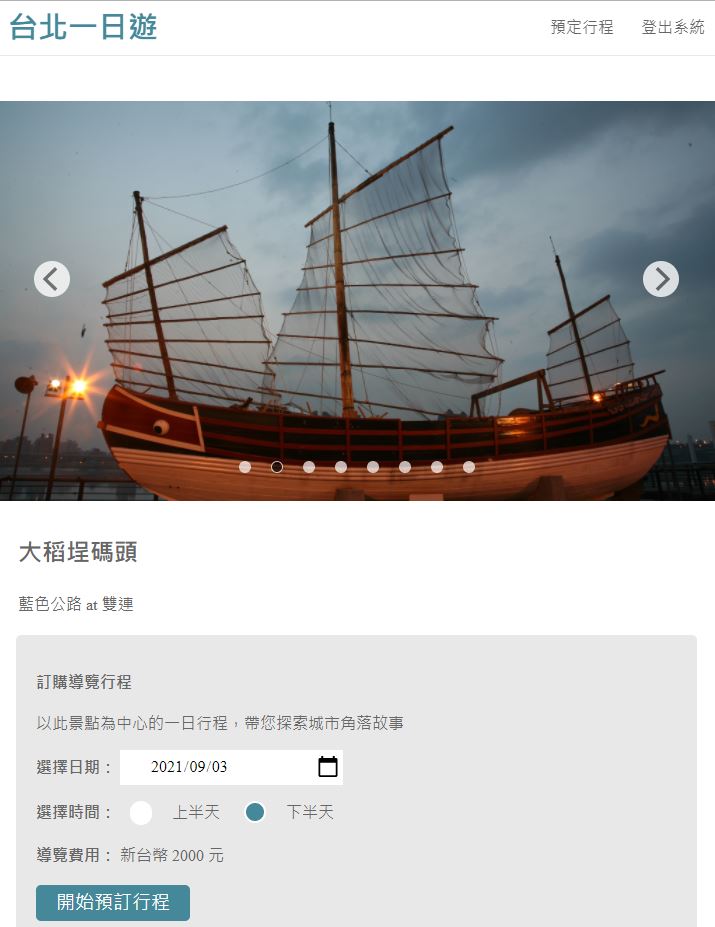 台北一日遊
預定行程 登出系統
大稻埕碼頭
藍色公路 at 雙連
訂購導覽行程
以此景點為中心的一日行程，帶您探索城市角落故事
選擇日期： 2021/09/03
選擇時間： 上半天 下半天
導覽費用： 新台幣 2000 元
開始預訂行程